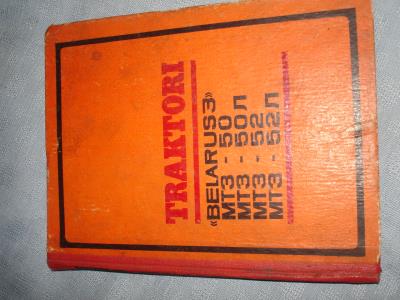 TRAKTORI
«BELARUSЗ»
МТЗ - 50
МТЗ - 50Л
МТЗ - 52
МТЗ - 52Л